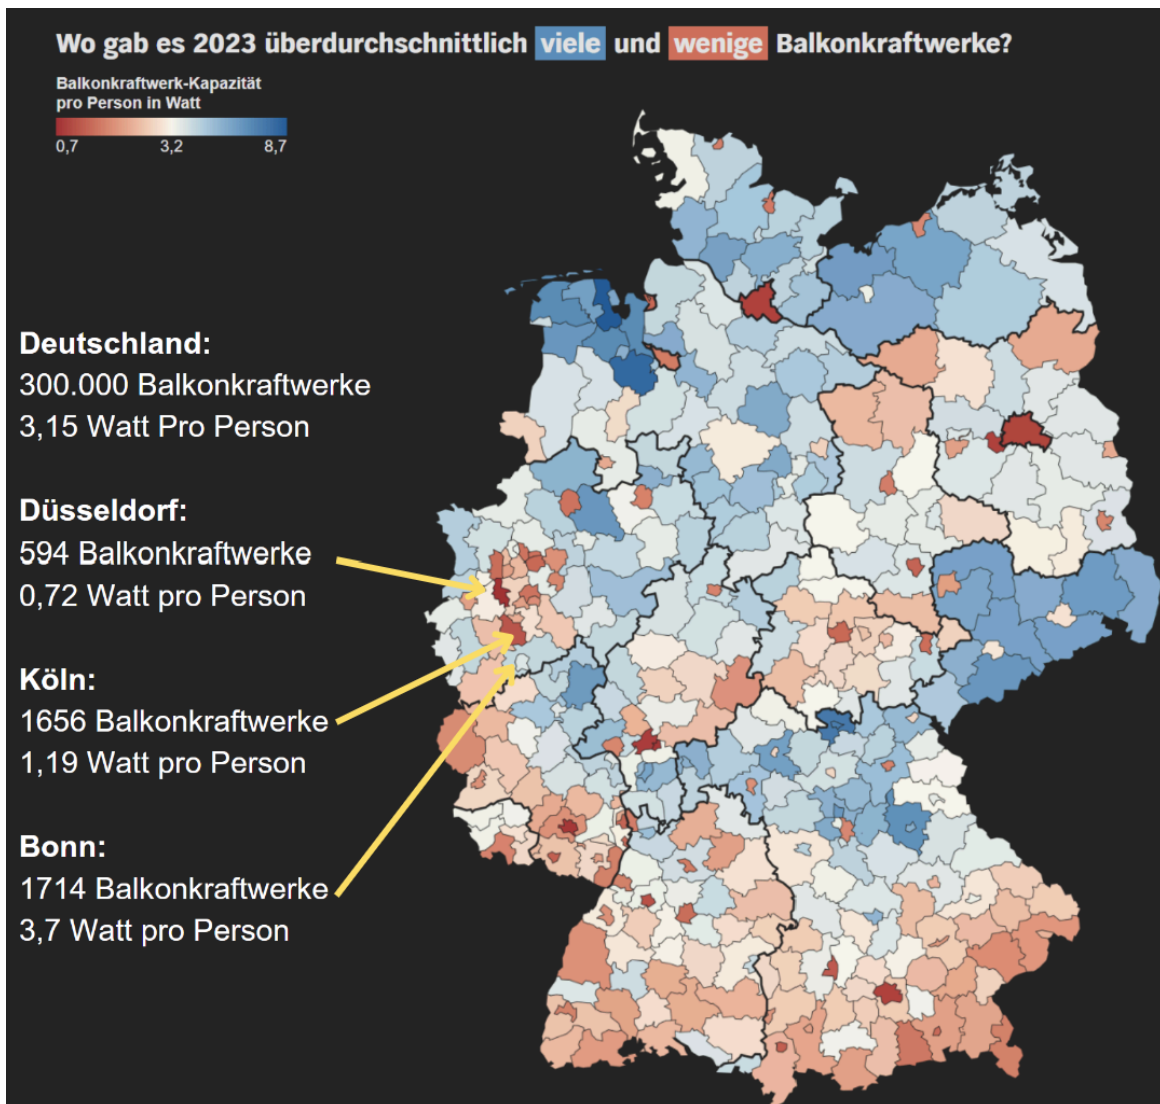 Wo gab es 2023 überdurchschnittlich viele und wenige Balkonkraftwerke?
Balkonkraftwerk-Kapazität
pro Person in Watt
0,7 3,2 8,7
Deutschland:
300.000 Balkonkraftwerke
3,15 Watt Pro Person
Düsseldorf:
594 Balkonkraftwerke
0,72 Watt pro Person
Köln:
1656 Balkonkraftwerke
1,19 Watt pro Person
Bonn:
1714 Balkonkraftwerke
3,7 Watt pro Person